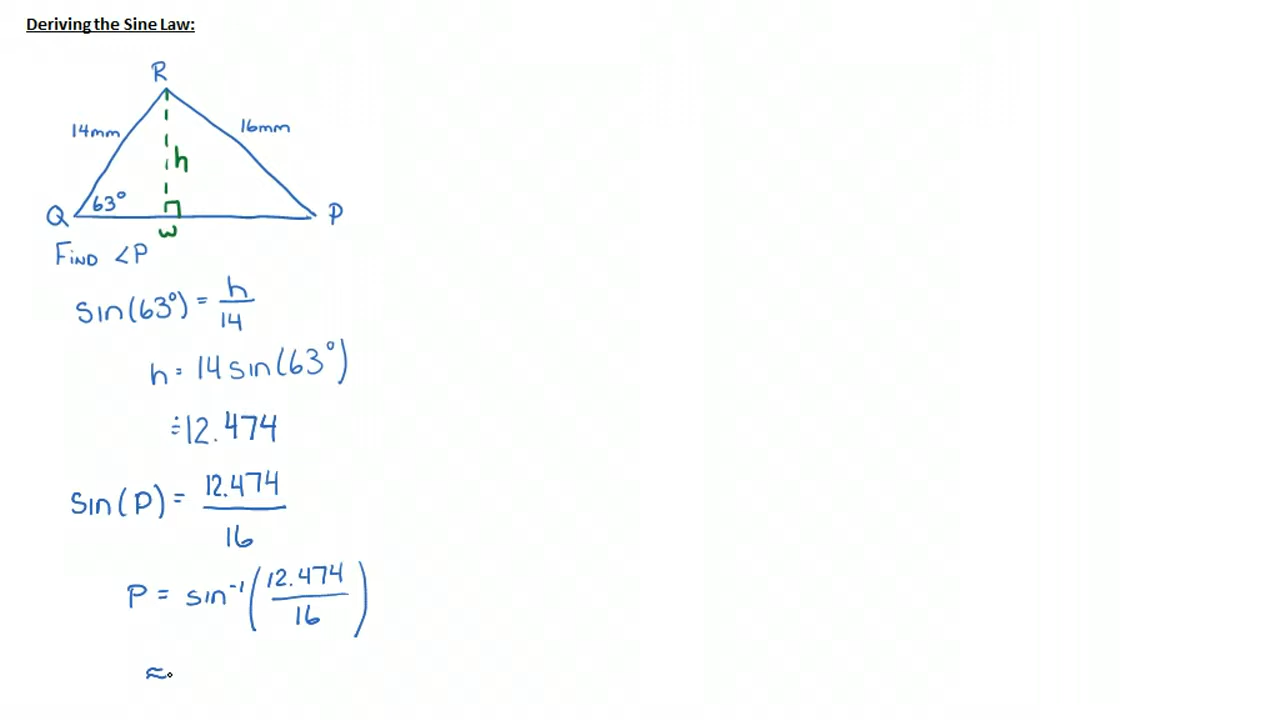 Deriving the Sine Law:
R
14mm
16mm
h
63°
Q
P
w
FIND ∠P
Sin(63°) = h/14
h = 14 sin(63°)
≐ 12.474
Sin(P) = 12.474/16
P = sin⁻¹(12.474/16)
≈